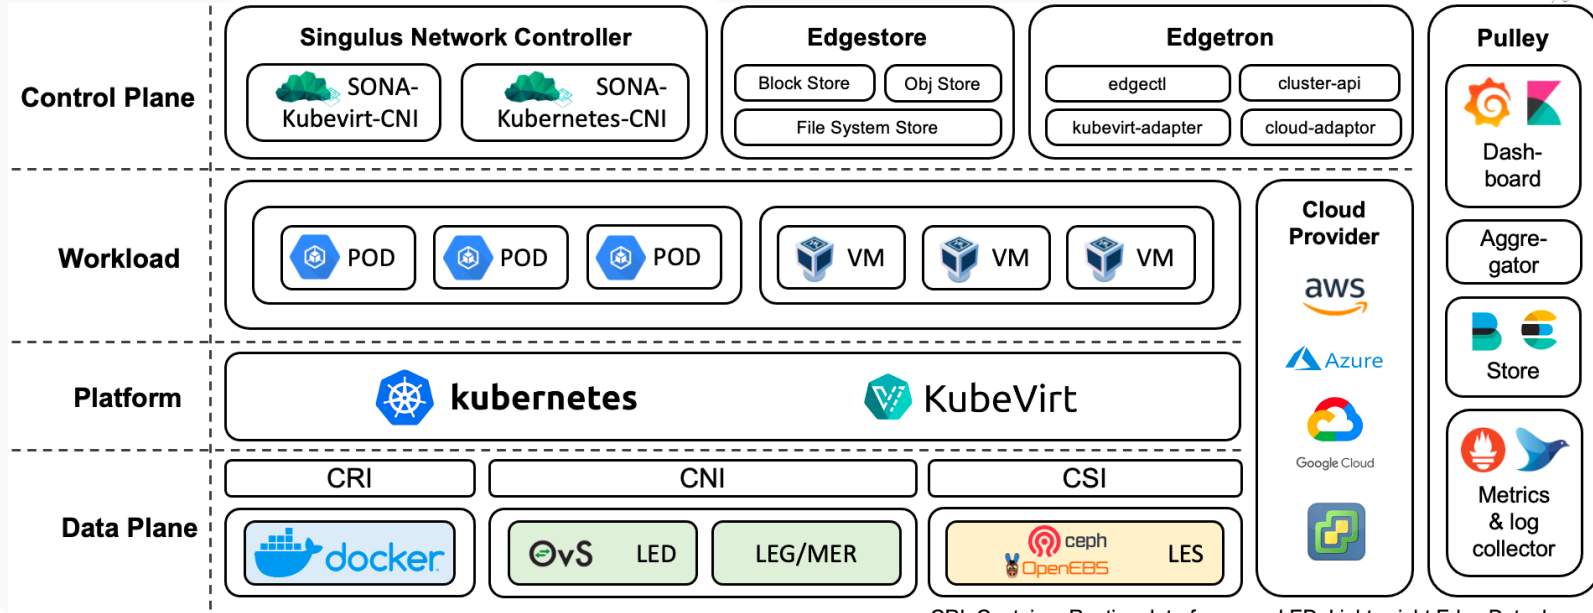 Control Plane
Singulus Network Controller
SONA-
Kubevirt-CNI
SONA-
Kubernetes-CNI
Edgestore
Block Store
Obj Store
File System Store
Edgetron
edgectl
cluster-api
kubevirt-adapter
cloud-adaptor
Pulley
Dash-
board
Aggre-
gator
Store
Metrics
& log
collector
Workload
POD
POD
POD
VM
VM
VM
Cloud
Provider
aws
Azure
Google Cloud
Platform
kubernetes
KubeVirt
Data Plane
CRI
docker
CNI
OvS LED
LEG/MER
CSI
ceph
OpenEBS
LES